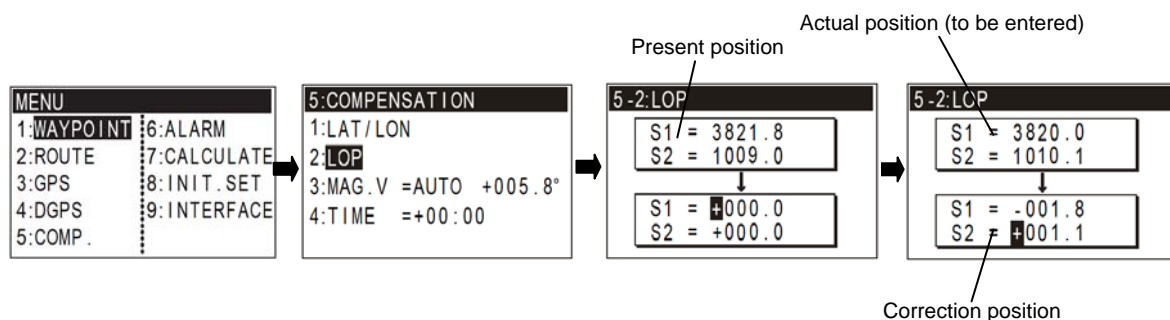 Actual position (to be entered)
Present position
MENU
1:WAYPOINT 6:ALARM
2:ROUTE 7:CALCULATE
3:GPS 8:INIT.SET
4:DGPS 9:INTERFACE
5:COMP.
5:COMPENSATION
1:LAT/LON
2:LOP
3:MAG.V =AUTO +005.8°
4:TIME =+00:00
5-2:LOP
S1 = 3821.8
S2 = 1009.0
S1 = +000.0
S2 = +000.0
5-2:LOP
S1 = 3820.0
S2 = 1010.1
S1 = -001.8
S2 = +001.1
Correction position